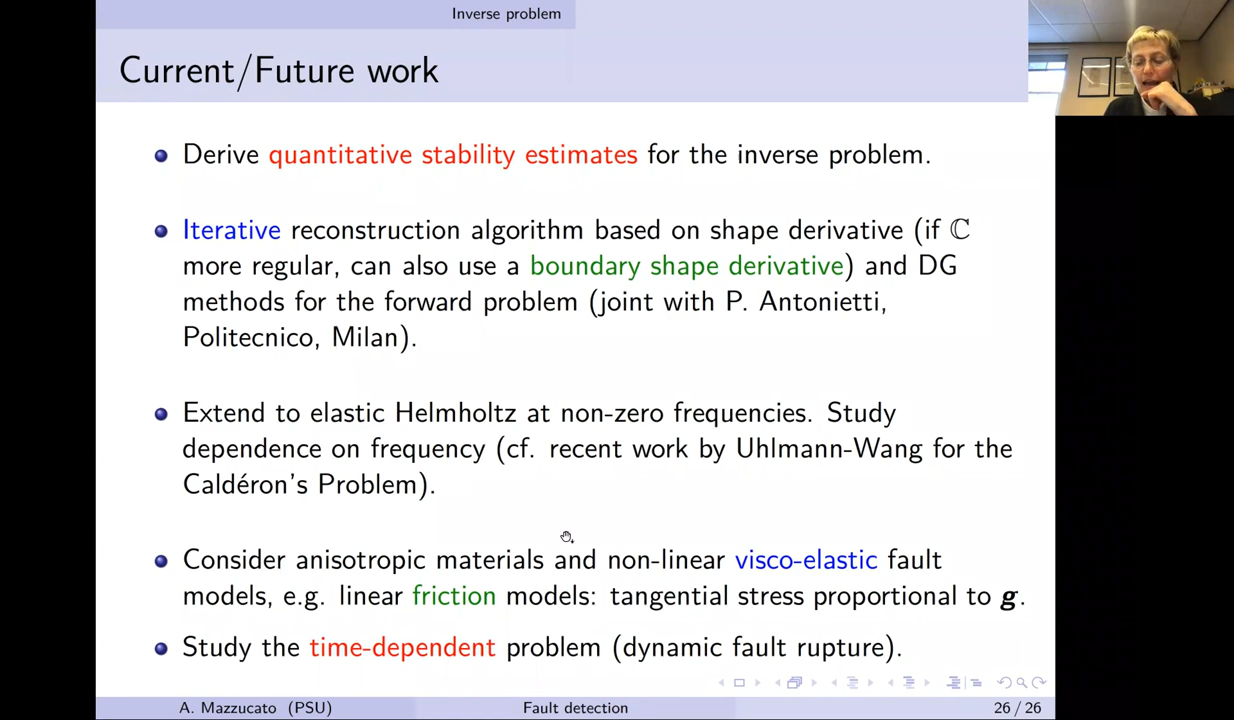 Inverse problem
Current/Future work
Derive quantitative stability estimates for the inverse problem.
Iterative reconstruction algorithm based on shape derivative (if ℂ
more regular, can also use a boundary shape derivative) and DG
methods for the forward problem (joint with P. Antonietti,
Politecnico, Milan).
Extend to elastic Helmholtz at non-zero frequencies. Study
dependence on frequency (cf. recent work by Uhlmann-Wang for the
Caldéron's Problem).
Consider anisotropic materials and non-linear visco-elastic fault
models, e.g. linear friction models: tangential stress proportional to g.
Study the time-dependent problem (dynamic fault rupture).
A. Mazzucato (PSU)
Fault detection
26 / 26